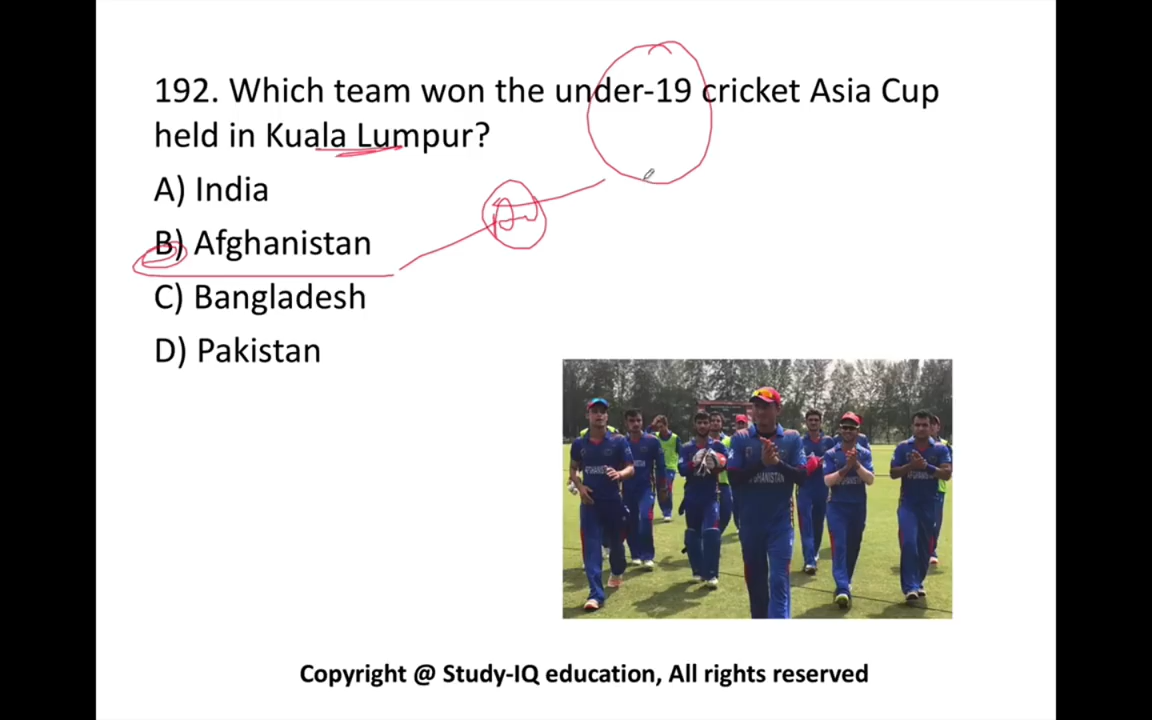 192. Which team won the under-19 cricket Asia Cup
held in Kuala Lumpur?
A) India
B) Afghanistan
C) Bangladesh
D) Pakistan
AFGHANISTAN
Copyright @ Study-IQ education, All rights reserved